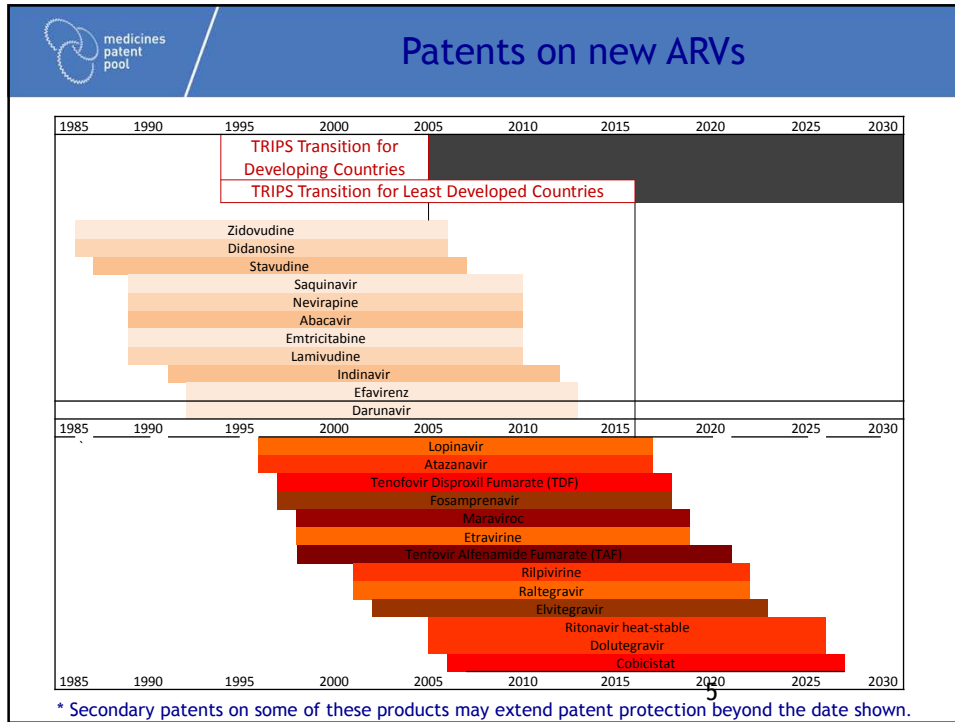 medicines
patent
pool
Patents on new ARVs
1985 1990 1995 2000 2005 2010 2015 2020 2025 2030
TRIPS Transition for
Developing Countries
TRIPS Transition for Least Developed Countries
Zidovudine
Didanosine
Stavudine
Saquinavir
Nevirapine
Abacavir
Emtricitabine
Lamivudine
Indinavir
Efavirenz
Darunavir
1985 1990 1995 2000 2005 2010 2015 2020 2025 2030
Lopinavir
Atazanavir
Tenofovir Disproxil Fumarate (TDF)
Fosamprenavir
Maraviroc
Etravirine
Tenfovir Alfenamide Fumarate (TAF)
Rilpivirine
Raltegravir
Elvitegravir
Ritonavir heat-stable
Dolutegravir
Cobicistat
1985 1990 1995 2000 2005 2010 2015 2020 2025 2030
5
* Secondary patents on some of these products may extend patent protection beyond the date shown.